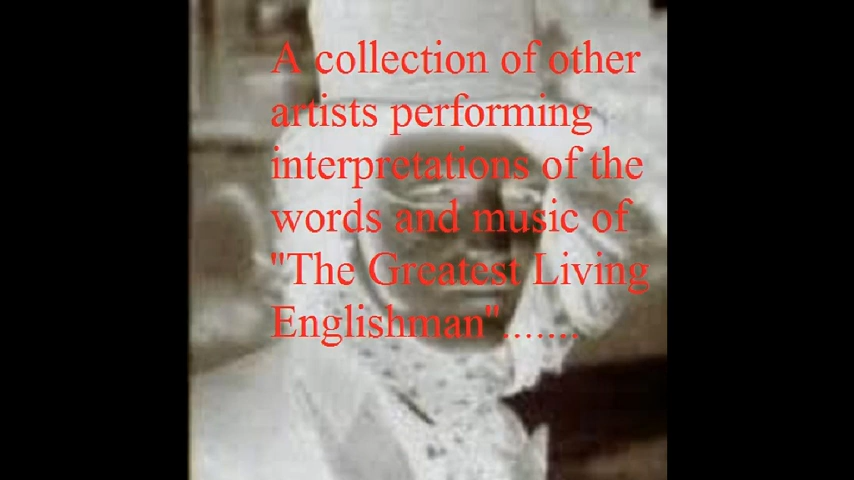 A collection of other
artists performing
interpretations of the
words and music of
"The Greatest Living
Englishman".......